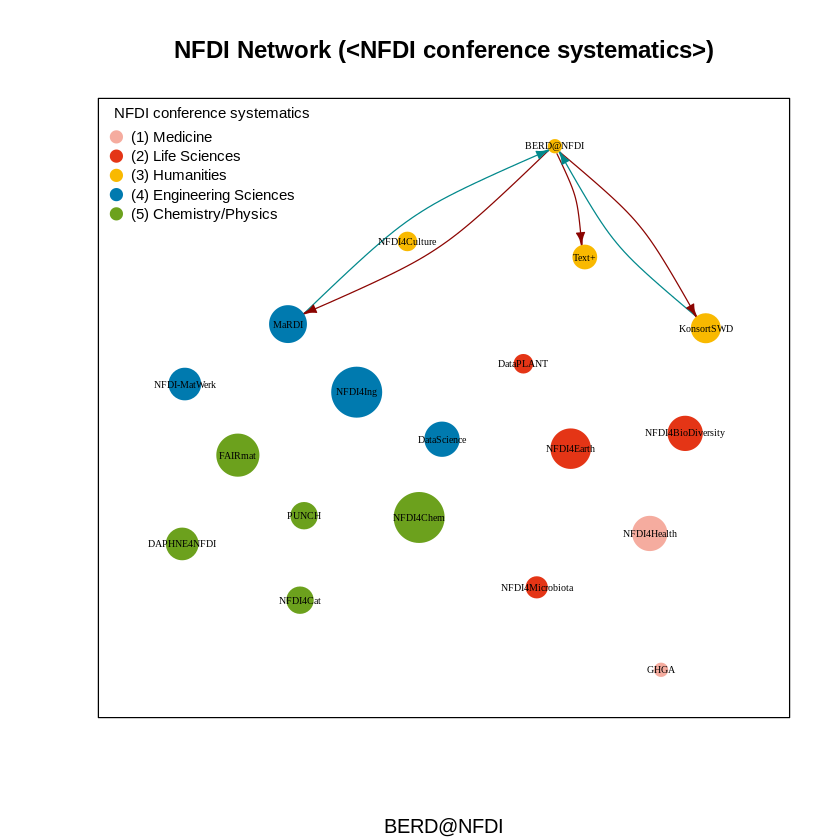 NFDI Network (<NFDI conference systematics>)
NFDI conference systematics
(1) Medicine
(2) Life Sciences
(3) Humanities
(4) Engineering Sciences
(5) Chemistry/Physics
BERD@NFDI
NFDI4Culture
Text+
MaRDI
KonsortSWD
DataPLANT
NFDI-MatWerk
NFDI4Ing
DataScience
NFDI4BioDiversity
NFDI4Earth
FAIRmat
PUNCH
NFDI4Chem
NFDI4Health
DAPHNE4NFDI
NFDI4Microbiota
NFDI4Cat
GHGA
BERD@NFDI